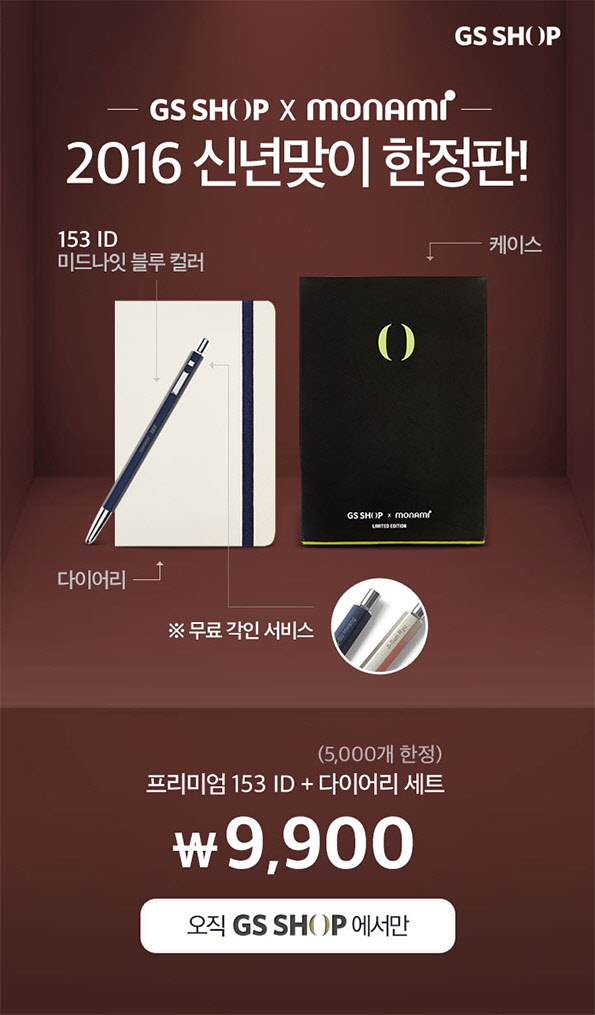 GS SHOP
GS SHOP X monami
2016 신년맞이 한정판!
153 ID
미드나잇 블루 컬러
케이스
GS SHOP x monami
LIMITED EDITION
다이어리
※ 무료 각인 서비스
(5,000개 한정)
프리미엄 153 ID + 다이어리 세트
₩9,900
오직 GS SHOP 에서만